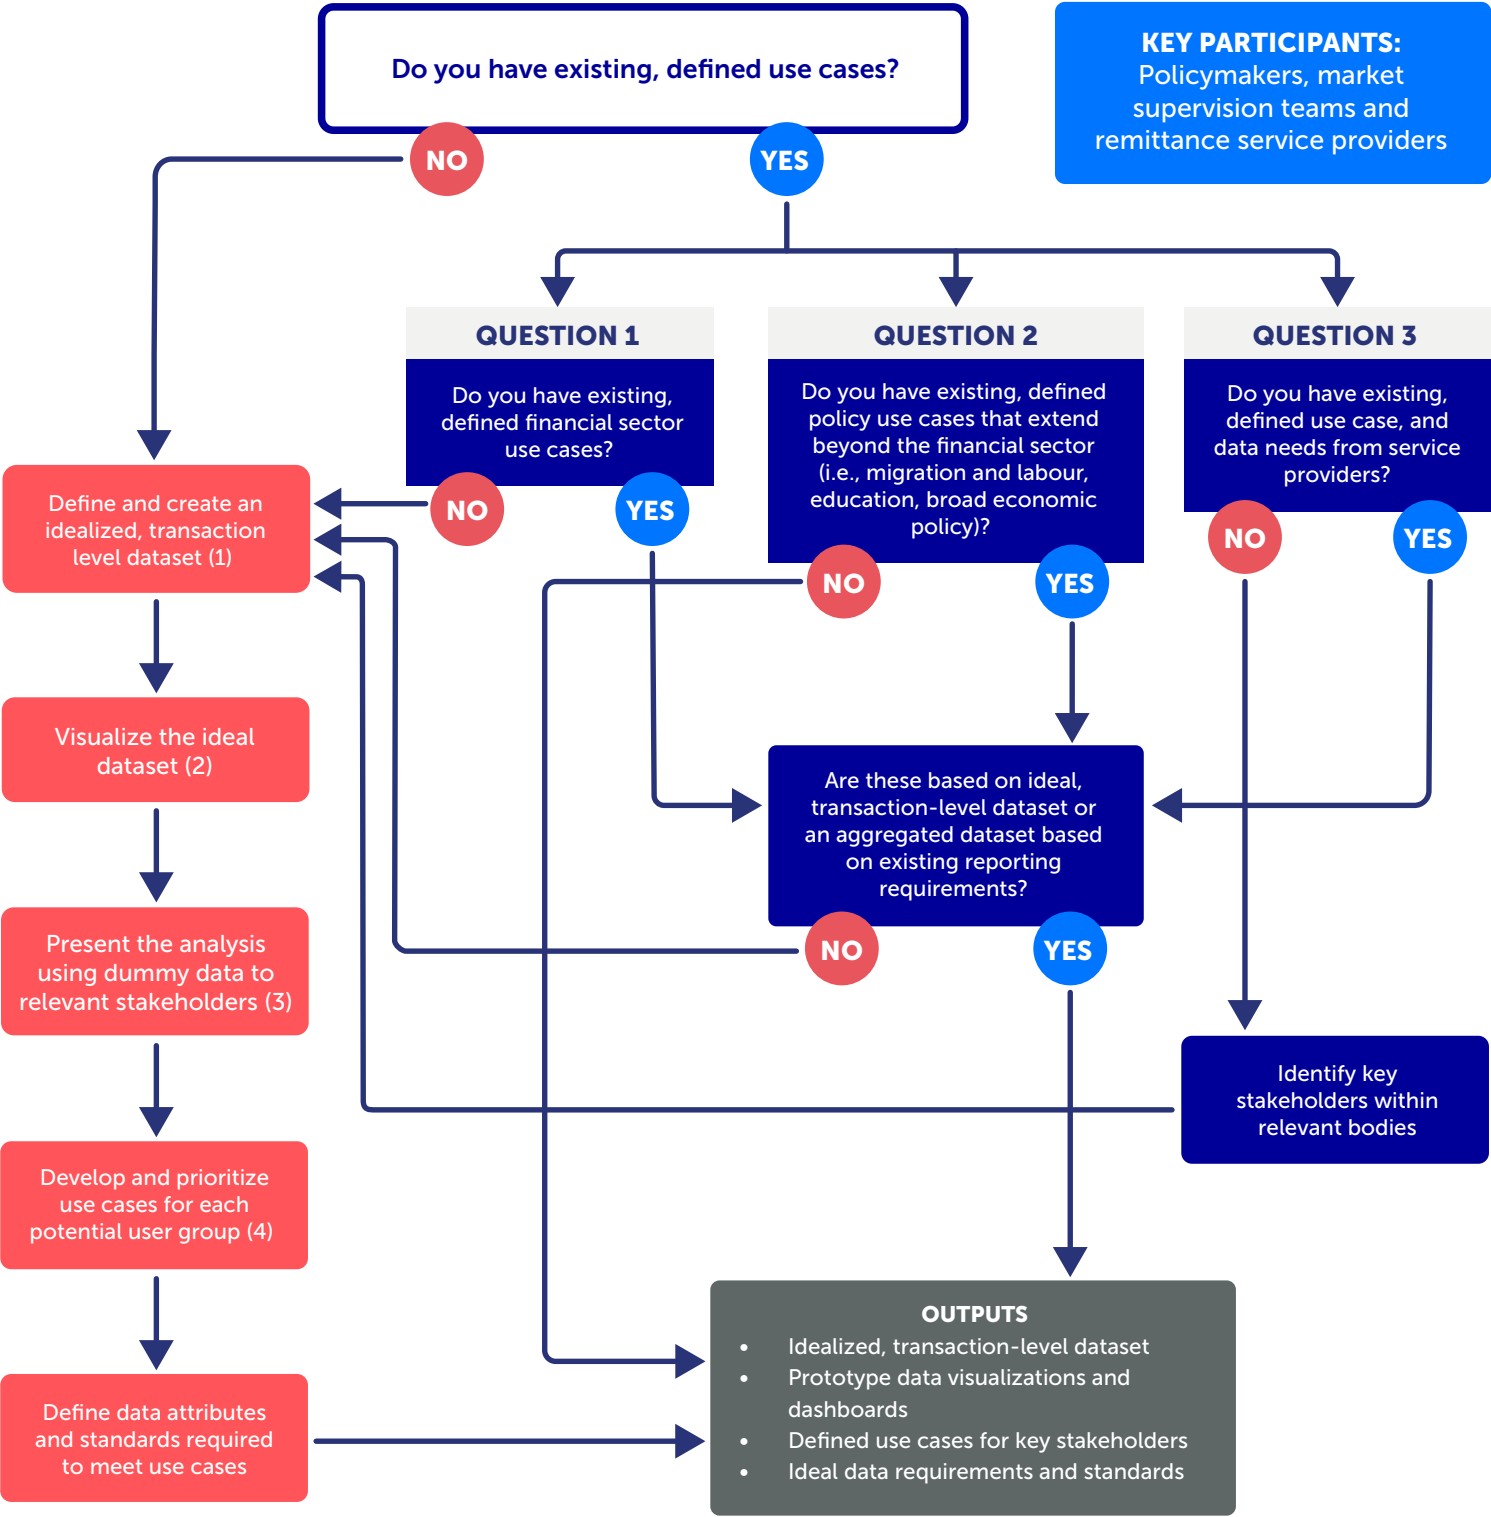 Do you have existing, defined use cases?
NO
YES
KEY PARTICIPANTS:
Policymakers, market
supervision teams and
remittance service providers
QUESTION 1
Do you have existing,
defined financial sector
use cases?
NO
YES
QUESTION 2
Do you have existing, defined
policy use cases that extend
beyond the financial sector
(i.e., migration and labour,
education, broad economic
policy)?
NO
YES
QUESTION 3
Do you have existing,
defined use case, and
data needs from service
providers?
NO
YES
Define and create an
idealized, transaction
level dataset (1)
Visualize the ideal
dataset (2)
Present the analysis
using dummy data to
relevant stakeholders (3)
Develop and prioritize
use cases for each
potential user group (4)
Define data attributes
and standards required
to meet use cases
Are these based on ideal,
transaction-level dataset or
an aggregated dataset based
on existing reporting
requirements?
NO
YES
Identify key
stakeholders within
relevant bodies
OUTPUTS
• Idealized, transaction-level dataset
• Prototype data visualizations and
dashboards
• Defined use cases for key stakeholders
• Ideal data requirements and standards